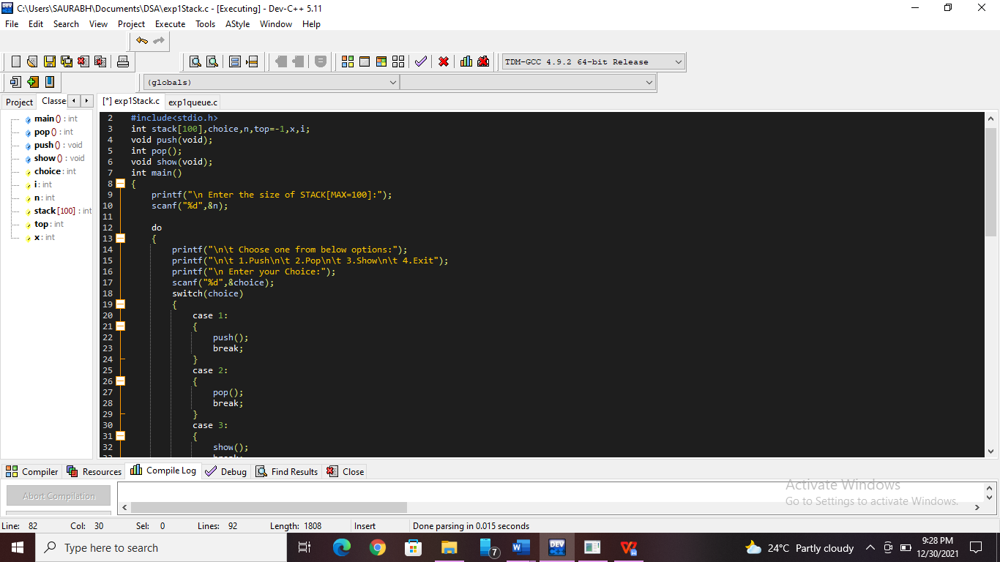 C:\Users\SAURABH\Documents\DSA\exp1Stack.c - [Executing] - Dev-C++ 5.11
File Edit Search View Project Execute Tools AStyle Window Help
TDM-GCC 4.9.2 64-bit Release
(globals)
Project Classe [*] exp1Stack.c exp1queue.c
main () : int
pop () : int
push () : void
show () : void
choice : int
i : int
n : int
stack [100] : int
top : int
x : int
2 #include<stdio.h>
3 int stack[100],choice,n,top=-1,x,i;
4 void push(void);
5 int pop();
6 void show(void);
7 int main()
8 {
9 printf("\n Enter the size of STACK[MAX=100]:");
10 scanf("%d",&n);
11
12 do
13 {
14 printf("\n\t Choose one from below options:");
15 printf("\n\t 1.Push\n\t 2.Pop\n\t 3.Show\n\t 4.Exit");
16 printf("\n Enter your Choice:");
17 scanf("%d",&choice);
18 switch(choice)
19 {
20 case 1:
21 {
22 push();
23 break;
24 }
25 case 2:
26 {
27 pop();
28 break;
29 }
30 case 3:
31 {
32 show();
Compiler Resources Compile Log Debug Find Results Close
Abort Compilation
Activate Windows
Go to Settings to activate Windows.
Line: 82 Col: 30 Sel: 0 Lines: 92 Length: 1808 Insert Done parsing in 0.015 seconds
Type here to search
7
DEV
24°C Partly cloudy
9:28 PM
12/30/2021